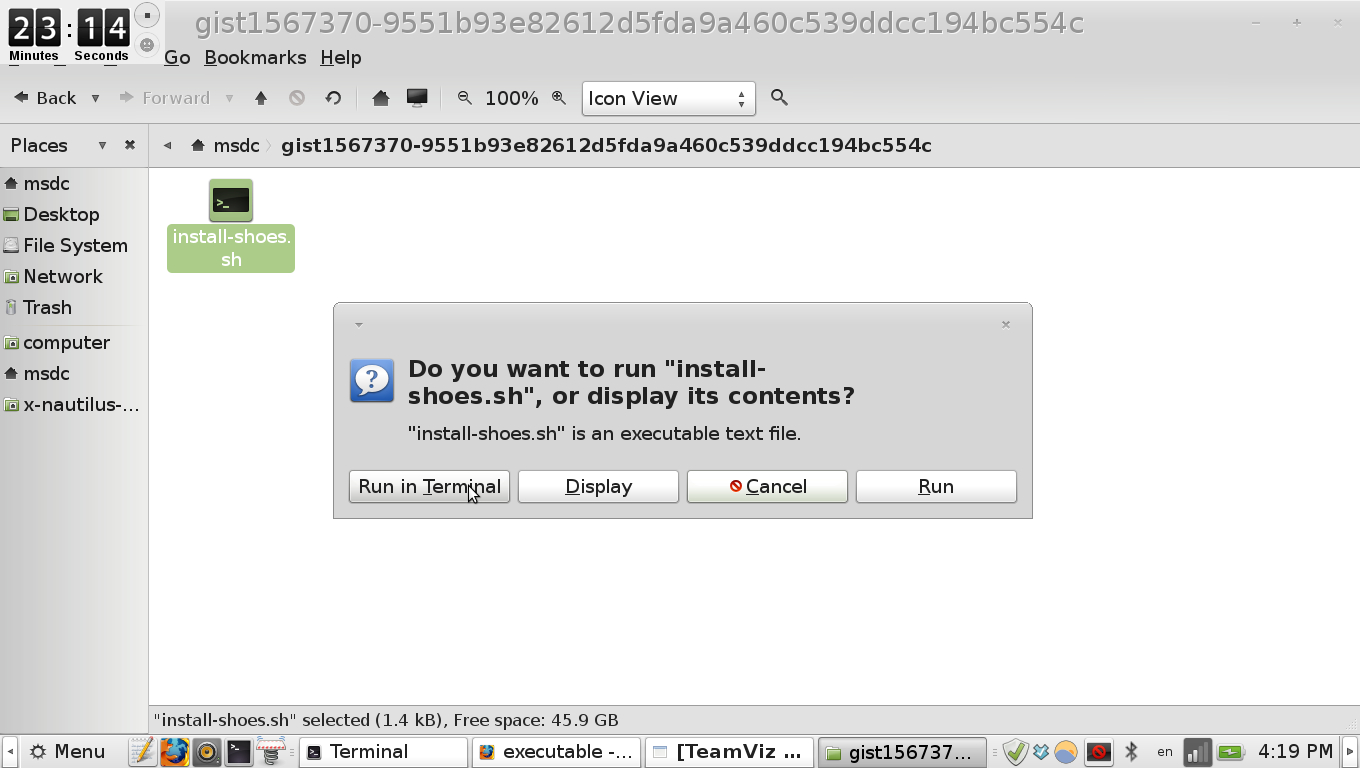 23:14
Minutes Seconds
gist1567370-9551b93e82612d5fda9a460c539ddcc194bc554c
Go Bookmarks Help
Back Forward 100% Icon View
Places
msdc gist1567370-9551b93e82612d5fda9a460c539ddcc194bc554c
msdc
Desktop
File System
Network
Trash
computer
msdc
x-nautilus-...
install-shoes.
sh
Do you want to run "install-
shoes.sh", or display its contents?
"install-shoes.sh" is an executable text file.
Run in Terminal Display Cancel Run
"install-shoes.sh" selected (1.4 kB), Free space: 45.9 GB
Menu Terminal executable -... [TeamViz ... gist156737... en 4:19 PM